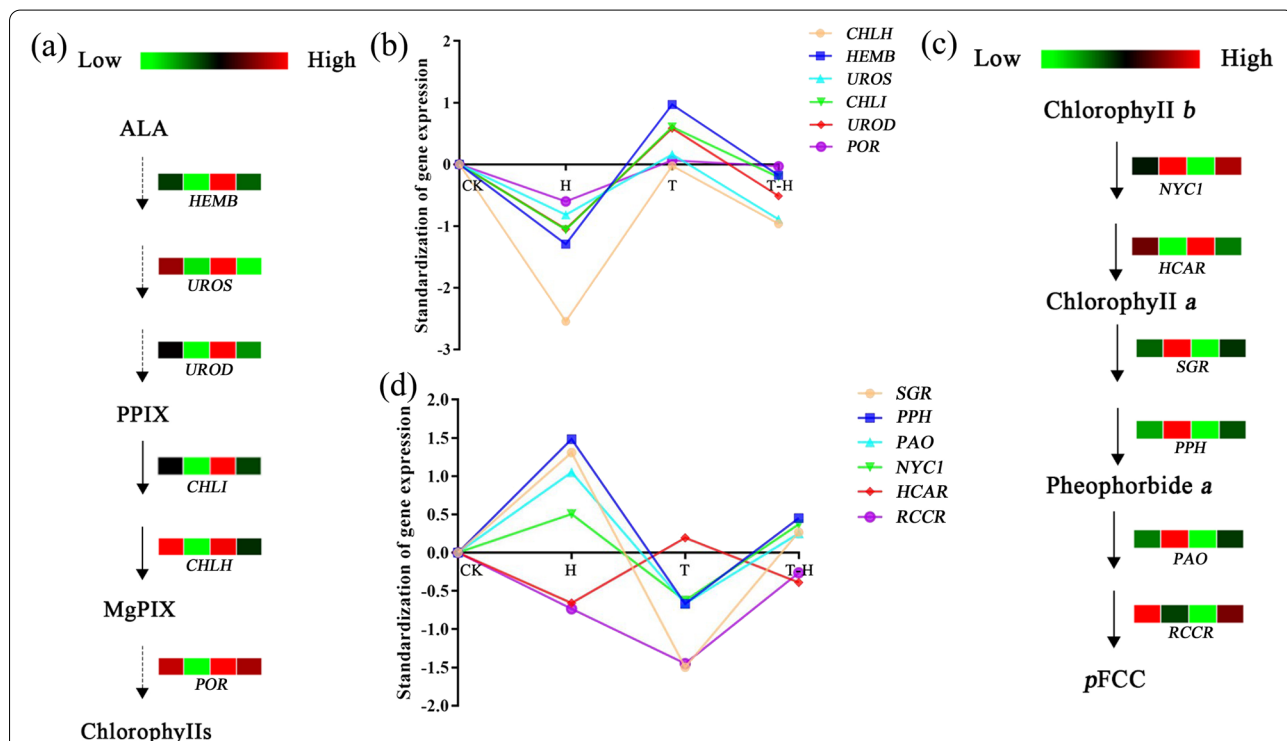 (a)
Low High
ALA
HEMB
UROS
UROD
PPIX
CHLI
CHLH
MgPIX
POR
ChlorophyIIs
(b)
Standardization of gene expression
2
1
0
-1
-2
-3
CK H T T-H
CHLH
HEMB
UROS
CHLI
UROD
POR
(d)
Standardization of gene expression
2.0
1.5
1.0
0.5
0.0
-0.5
-1.0
-1.5
-2.0
CK H T T-H
SGR
PPH
PAO
NYC1
HCAR
RCCR
(c)
Low High
ChlorophyII b
NYC1
HCAR
ChlorophyII a
SGR
PPH
Pheophorbide a
PAO
RCCR
pFCC